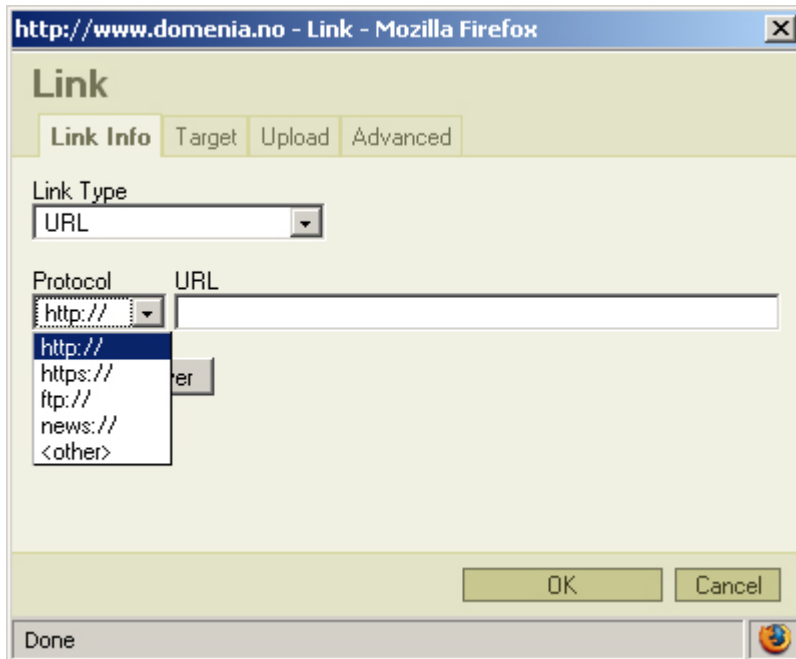 http://www.domenia.no - Link - Mozilla Firefox
Link
Link Info Target Upload Advanced
Link Type
URL
Protocol URL
http://
http://
https://
ftp://
news://
<other>
OK Cancel
Done